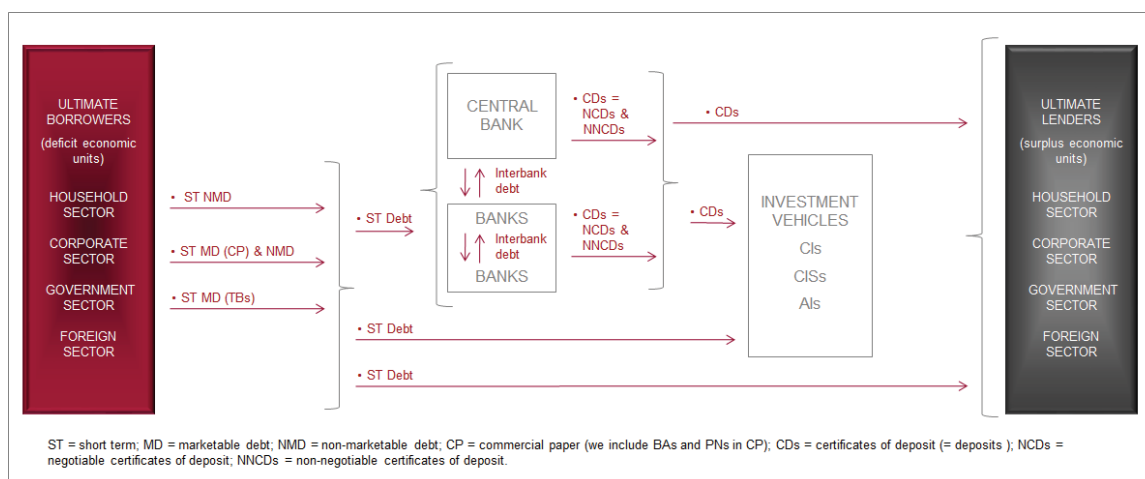 ULTIMATE
BORROWERS
(deficit economic
units)
HOUSEHOLD
SECTOR
CORPORATE
SECTOR
GOVERNMENT
SECTOR
FOREIGN
SECTOR
• ST NMD
• ST MD (CP) & NMD
• ST MD (TBs)
• ST Debt
CENTRAL
BANK
Interbank
debt
BANKS
Interbank
debt
BANKS
• CDs =
NCDs &
NNCDs
• CDs =
NCDs &
NNCDs
• CDs
• CDs
INVESTMENT
VEHICLES
CIs
CISs
AIs
• ST Debt
• ST Debt
ULTIMATE
LENDERS
(surplus economic
units)
HOUSEHOLD
SECTOR
CORPORATE
SECTOR
GOVERNMENT
SECTOR
FOREIGN
SECTOR
ST = short term; MD = marketable debt; NMD = non-marketable debt; CP = commercial paper (we include BAs and PNs in CP); CDs = certificates of deposit (= deposits ); NCDs =
negotiable certificates of deposit; NNCDs = non-negotiable certificates of deposit.